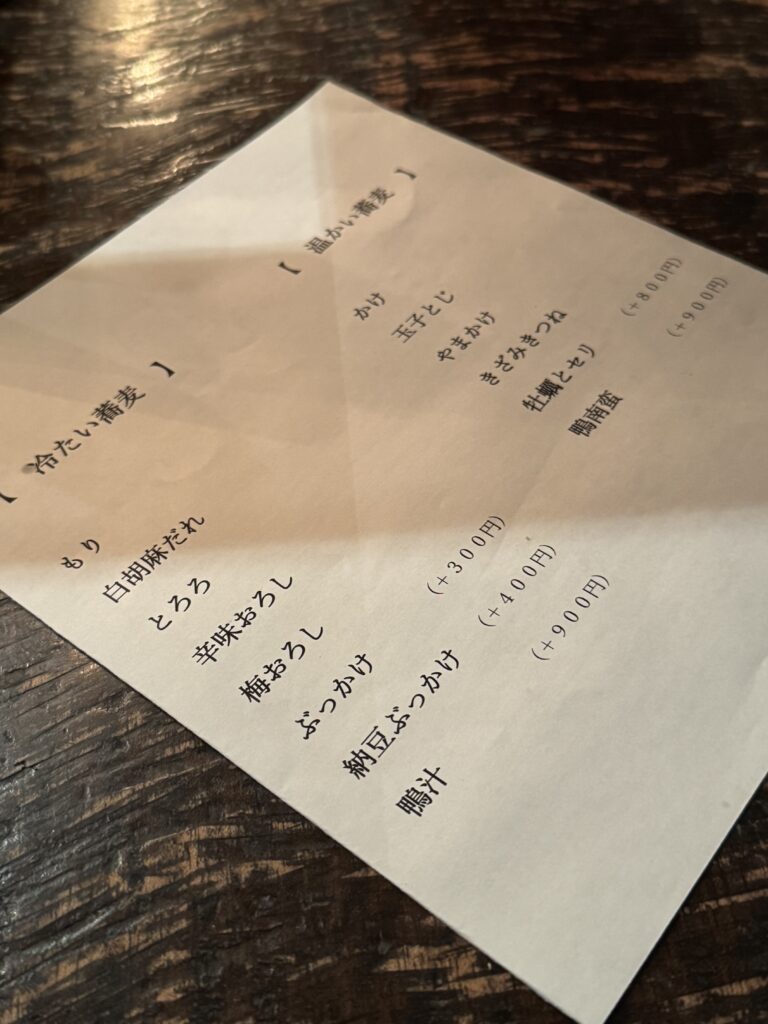 【 冷たい蕎麦 】
もり
白胡麻だれ
とろろ
辛味おろし
梅おろし
ぶっかけ (+300円)
納豆ぶっかけ (+400円)
鴨汁 (+900円)
【 温かい蕎麦 】
かけ
玉子とじ
やまかけ
きざみきつね
牡蠣とセリ (+800円)
鴨南蛮 (+900円)